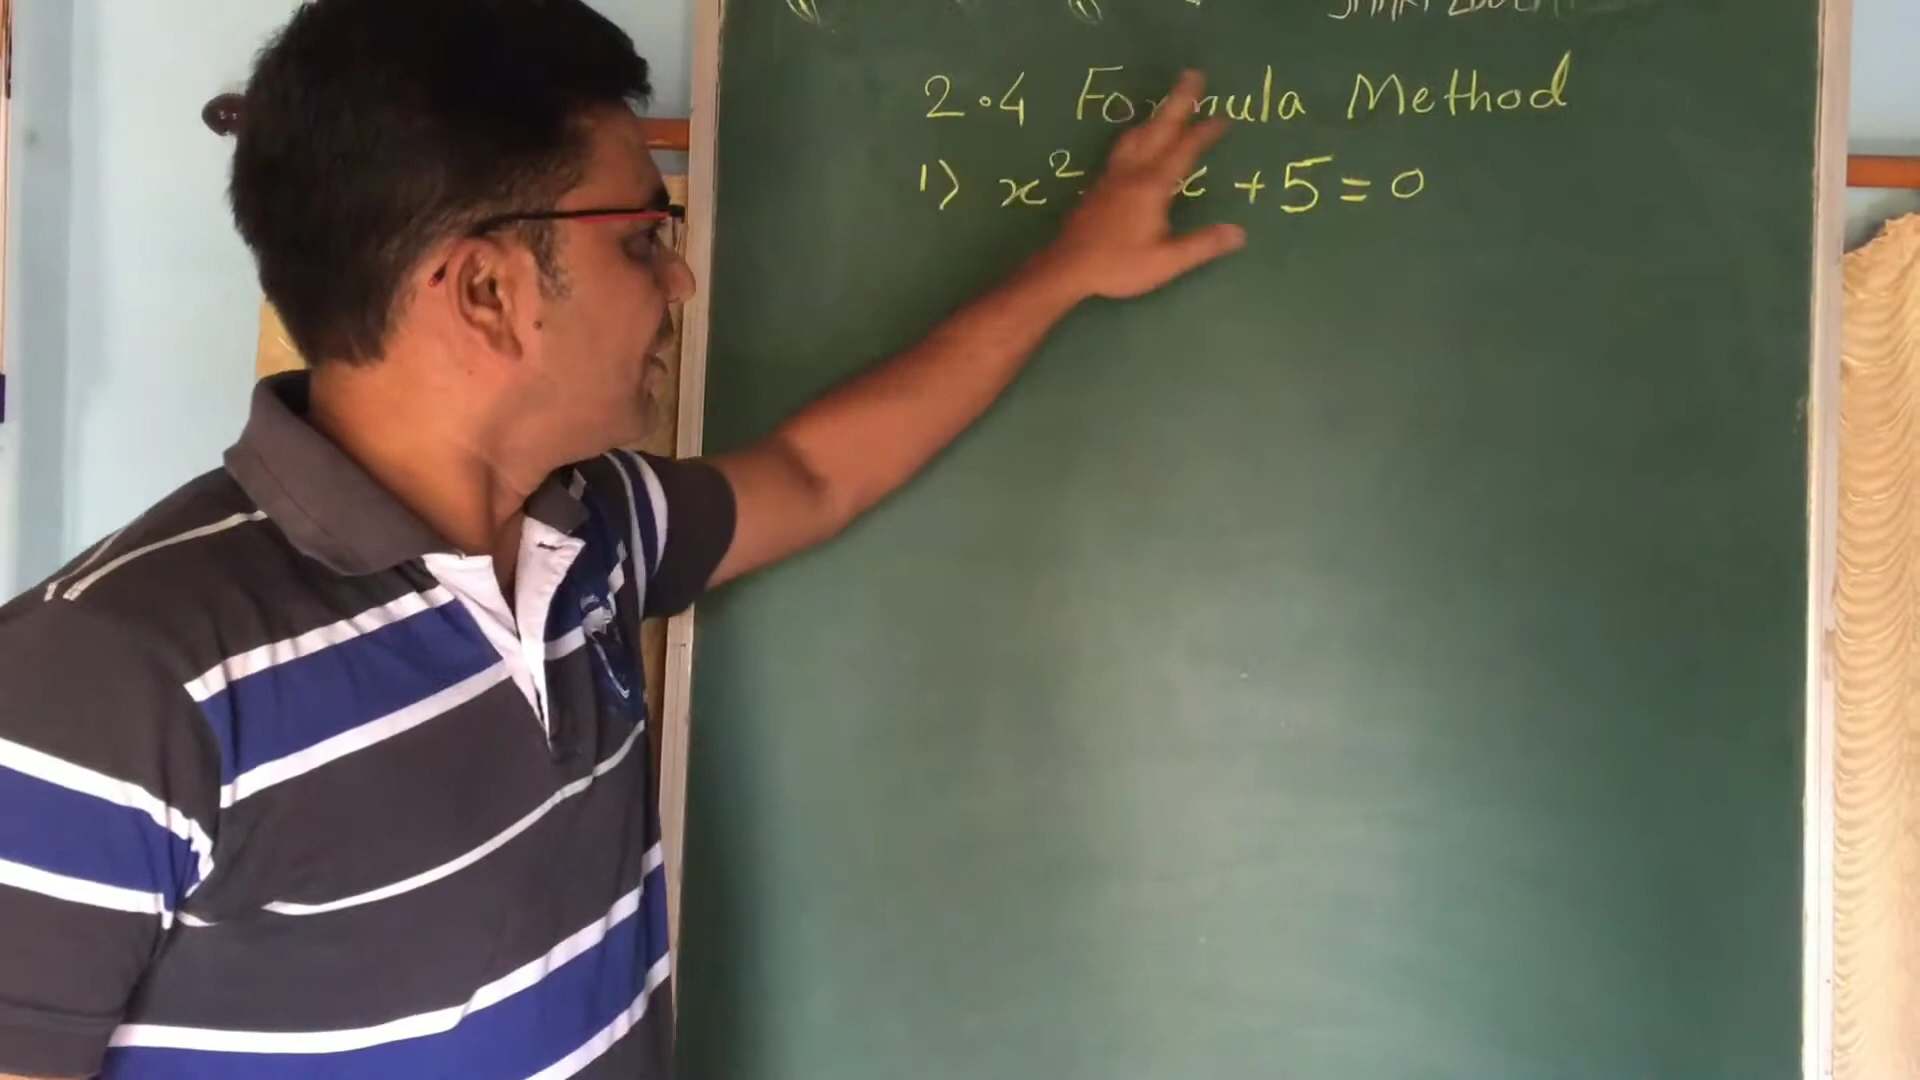 2.4 Formula Method
1) x² x + 5 = 0